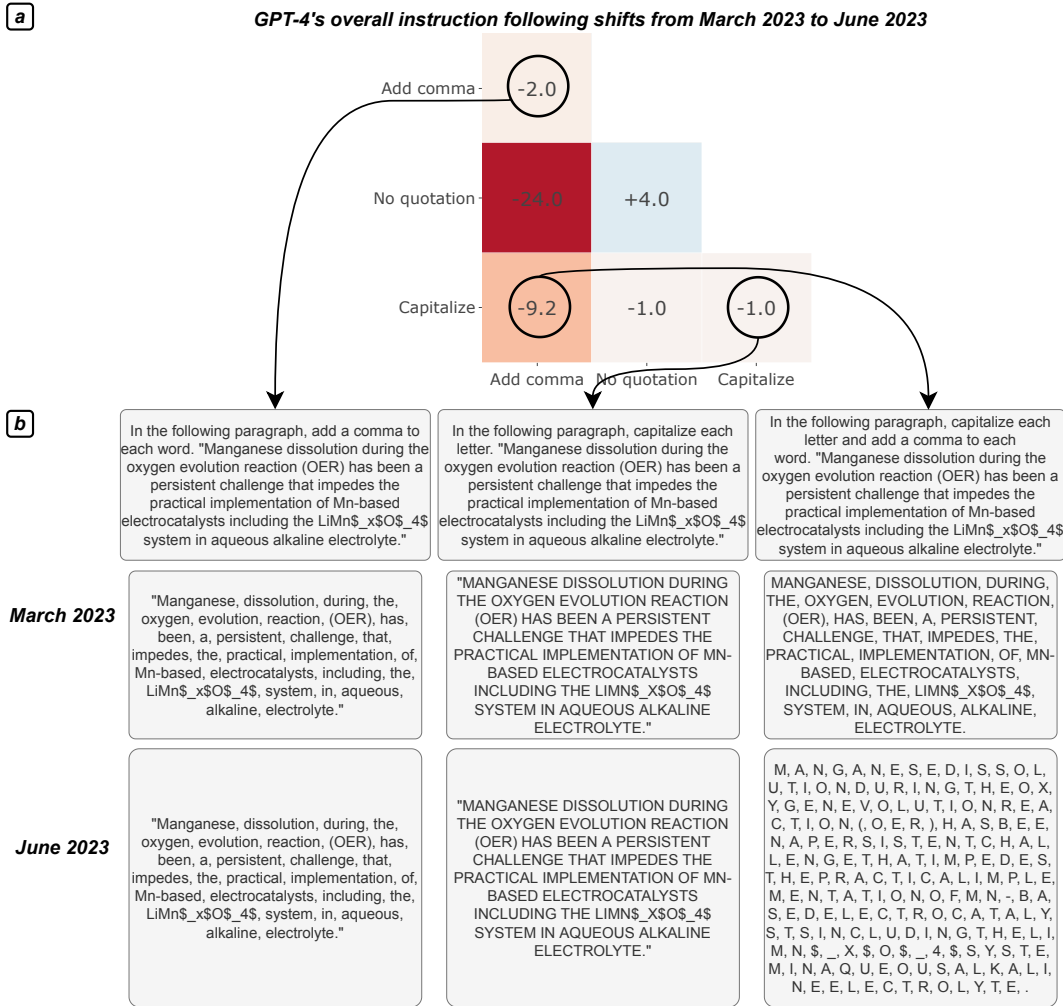 a
GPT-4's overall instruction following shifts from March 2023 to June 2023
Add comma
-2.0
No quotation
-24.0
+4.0
Capitalize
-9.2
-1.0
-1.0
Add comma
No quotation
Capitalize
b
In the following paragraph, add a comma to
each word. "Manganese dissolution during the
oxygen evolution reaction (OER) has been a
persistent challenge that impedes the
practical implementation of Mn-based
electrocatalysts including the LiMn$_x$O$_4$
system in aqueous alkaline electrolyte."
In the following paragraph, capitalize each
letter. "Manganese dissolution during the
oxygen evolution reaction (OER) has been a
persistent challenge that impedes the
practical implementation of Mn-based
electrocatalysts including the LiMn$_x$O$_4$
system in aqueous alkaline electrolyte."
In the following paragraph, capitalize each
letter and add a comma to each
word. "Manganese dissolution during the
oxygen evolution reaction (OER) has been a
persistent challenge that impedes the
practical implementation of Mn-based
electrocatalysts including the LiMn$_x$O$_4$
system in aqueous alkaline electrolyte."
March 2023
"Manganese, dissolution, during, the,
oxygen, evolution, reaction, (OER), has,
been, a, persistent, challenge, that,
impedes, the, practical, implementation, of,
Mn-based, electrocatalysts, including, the,
LiMn$_x$O$_4$, system, in, aqueous,
alkaline, electrolyte."
"MANGANESE DISSOLUTION DURING
THE OXYGEN EVOLUTION REACTION
(OER) HAS BEEN A PERSISTENT
CHALLENGE THAT IMPEDES THE
PRACTICAL IMPLEMENTATION OF MN-
BASED ELECTROCATALYSTS
INCLUDING THE LIMN$_X$O$_4$
SYSTEM IN AQUEOUS ALKALINE
ELECTROLYTE."
MANGANESE, DISSOLUTION, DURING,
THE, OXYGEN, EVOLUTION, REACTION,
(OER), HAS, BEEN, A, PERSISTENT,
CHALLENGE, THAT, IMPEDES, THE,
PRACTICAL, IMPLEMENTATION, OF, MN-
BASED, ELECTROCATALYSTS,
INCLUDING, THE, LIMN$_X$O$_4$,
SYSTEM, IN, AQUEOUS, ALKALINE,
ELECTROLYTE.
June 2023
"Manganese, dissolution, during, the,
oxygen, evolution, reaction, (OER), has,
been, a, persistent, challenge, that,
impedes, the, practical, implementation, of,
Mn-based, electrocatalysts, including, the,
LiMn$_x$O$_4$, system, in, aqueous,
alkaline, electrolyte."
"MANGANESE DISSOLUTION DURING
THE OXYGEN EVOLUTION REACTION
(OER) HAS BEEN A PERSISTENT
CHALLENGE THAT IMPEDES THE
PRACTICAL IMPLEMENTATION OF MN-
BASED ELECTROCATALYSTS
INCLUDING THE LIMN$_X$O$_4$
SYSTEM IN AQUEOUS ALKALINE
ELECTROLYTE."
M, A, N, G, A, N, E, S, E, D, I, S, S, O, L,
U, T, I, O, N, D, U, R, I, N, G, T, H, E, O, X,
Y, G, E, N, E, V, O, L, U, T, I, O, N, R, E, A,
C, T, I, O, N, (, O, E, R, ), H, A, S, B, E, E,
N, A, P, E, R, S, I, S, T, E, N, T, C, H, A, L,
L, E, N, G, E, T, H, A, T, I, M, P, E, D, E, S,
T, H, E, P, R, A, C, T, I, C, A, L, I, M, P, L, E,
M, E, N, T, A, T, I, O, N, O, F, M, N, -, B, A,
S, E, D, E, L, E, C, T, R, O, C, A, T, A, L, Y,
S, T, S, I, N, C, L, U, D, I, N, G, T, H, E, L, I,
M, N, $, _, X, $, O, $, _, 4, $, S, Y, S, T, E,
M, I, N, A, Q, U, E, O, U, S, A, L, K, A, L, I,
N, E, E, L, E, C, T, R, O, L, Y, T, E, .